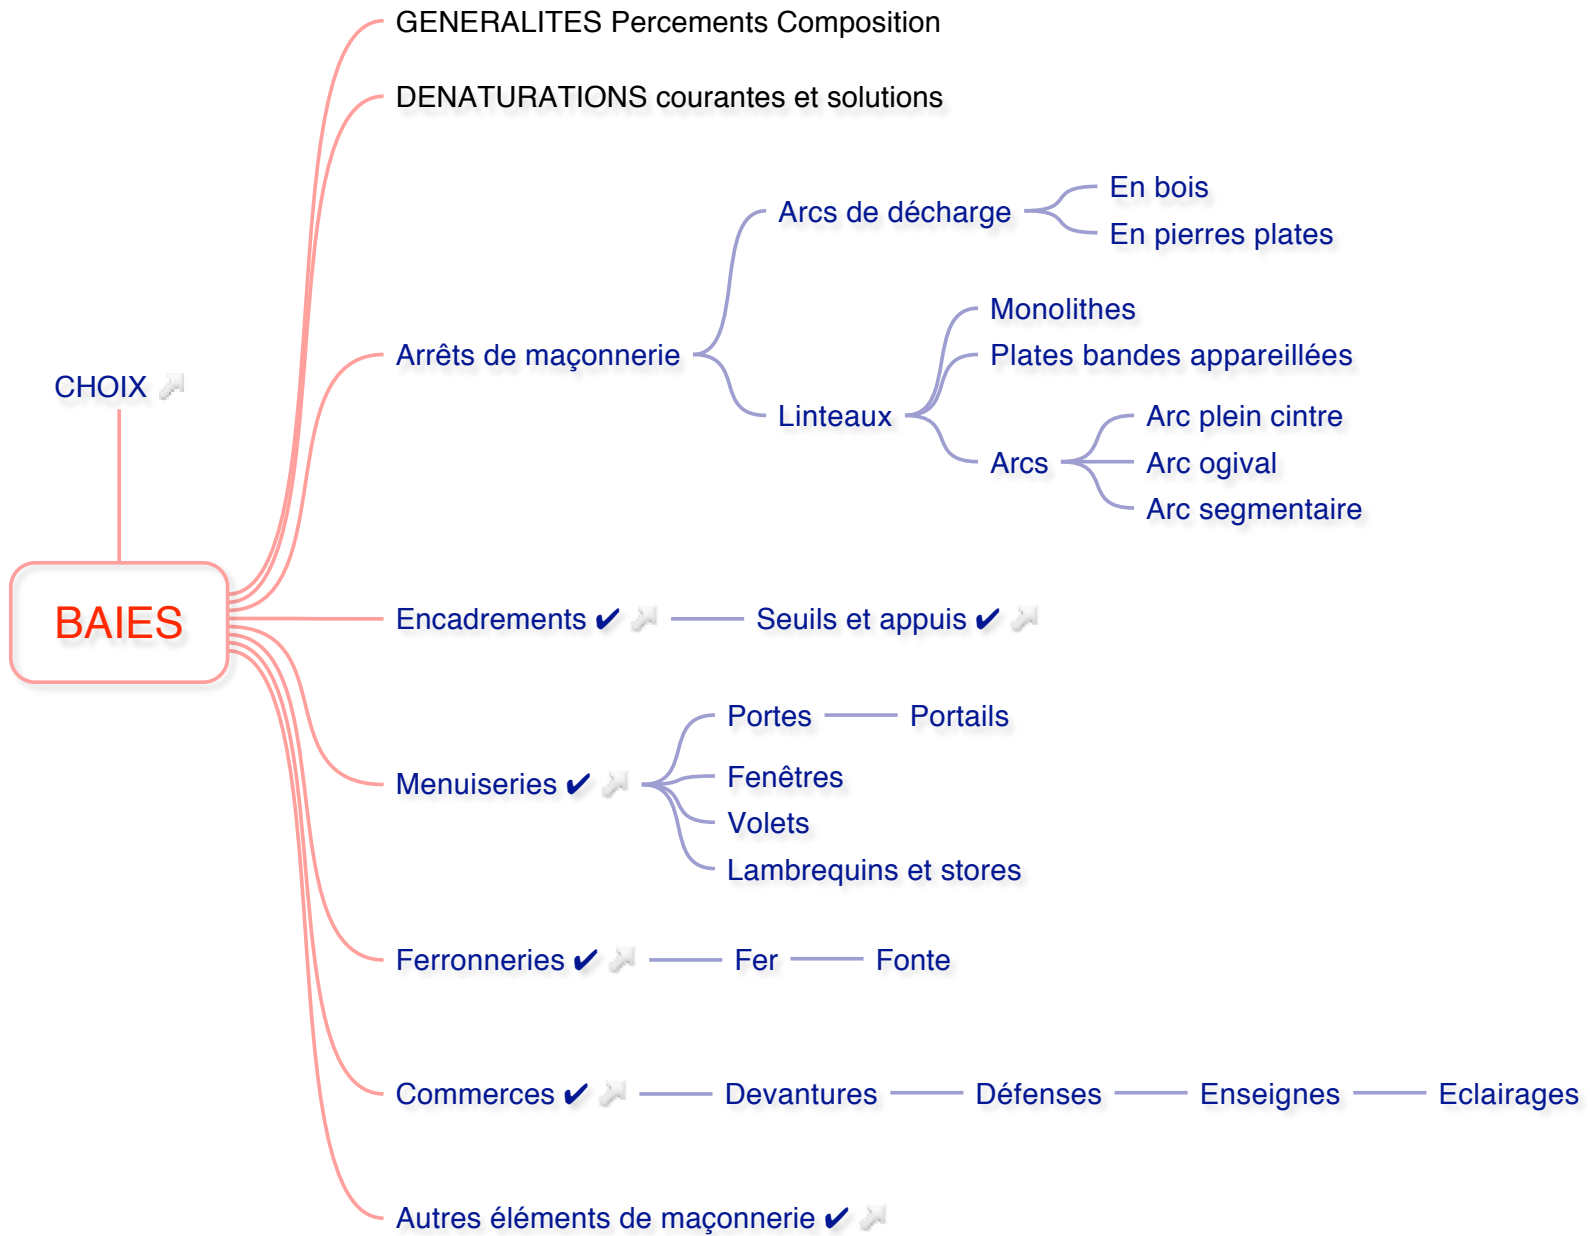 GENERALITES Percements Composition
DENATURATIONS courantes et solutions
En bois
Arcs de décharge
En pierres plates
Monolithes
Arrêts de maçonnerie
Plates bandes appareillées
CHOIX
Linteaux
Arc plein cintre
Arcs
Arc ogival
Arc segmentaire
BAIES
Encadrements ✔ Seuils et appuis ✔
Portes Portails
Menuiseries ✔
Fenêtres
Volets
Lambrequins et stores
Ferronneries ✔ Fer Fonte
Commerces ✔ Devantures Défenses Enseignes Eclairages
Autres éléments de maçonnerie ✔